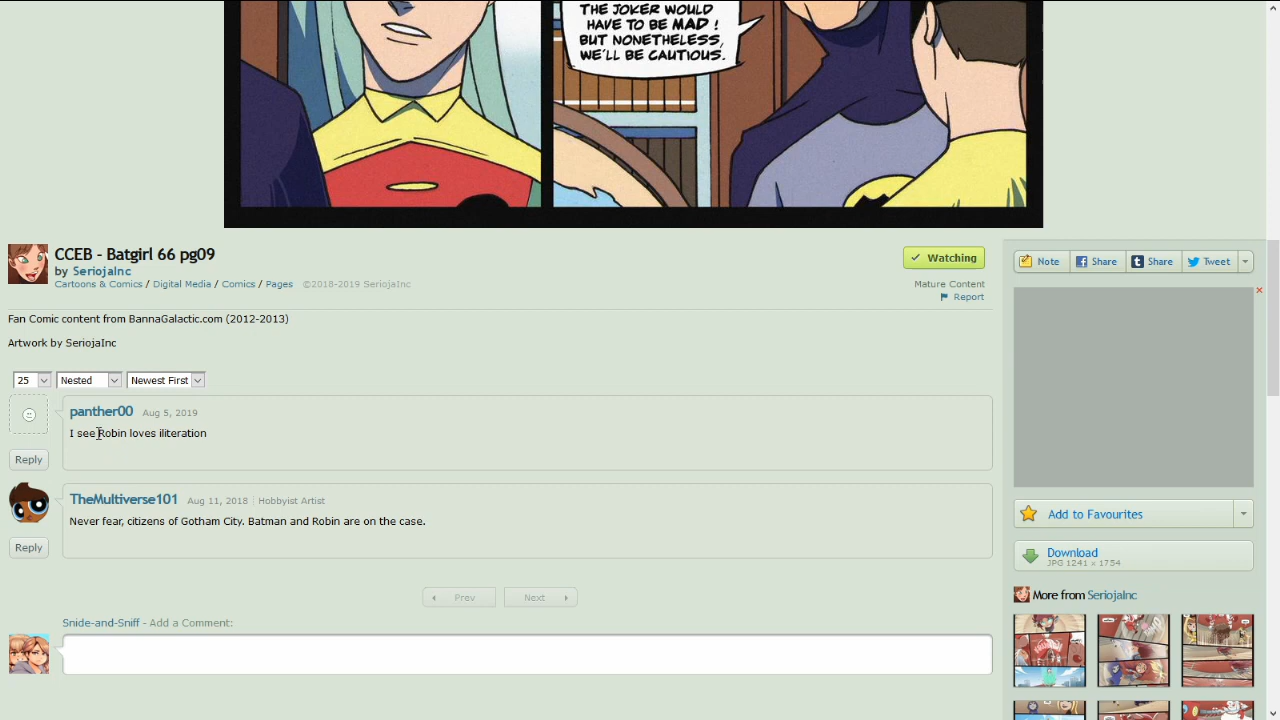 THE JOKER WOULD
HAVE TO BE MAD !
BUT NONETHELESS,
WE'LL BE CAUTIOUS.
CCEB - Batgirl 66 pg09
by SeriojaInc
Cartoons & Comics / Digital Media / Comics / Pages ©2018-2019 SeriojaInc
Watching
Mature Content
Report
Note Share Share Tweet
Fan Comic content from BannaGalactic.com (2012-2013)
Artwork by SeriojaInc
25 Nested Newest First
panther00 Aug 5, 2019
I see Robin loves iliteration
Reply
TheMultiverse101 Aug 11, 2018 | Hobbyist Artist
Never fear, citizens of Gotham City. Batman and Robin are on the case.
Reply
Prev Next
Snide-and-Sniff - Add a Comment:
Add to Favourites
Download
JPG 1241 x 1754
More from SeriojaInc